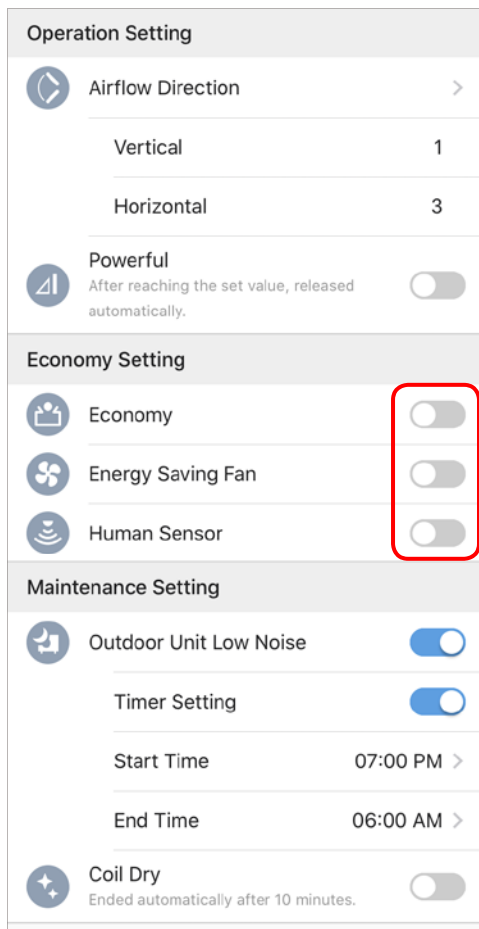 Operation Setting
Airflow Direction
Vertical 1
Horizontal 3
Powerful
After reaching the set value, released
automatically.
Economy Setting
Economy
Energy Saving Fan
Human Sensor
Maintenance Setting
Outdoor Unit Low Noise
Timer Setting
Start Time 07:00 PM
End Time 06:00 AM
Coil Dry
Ended automatically after 10 minutes.